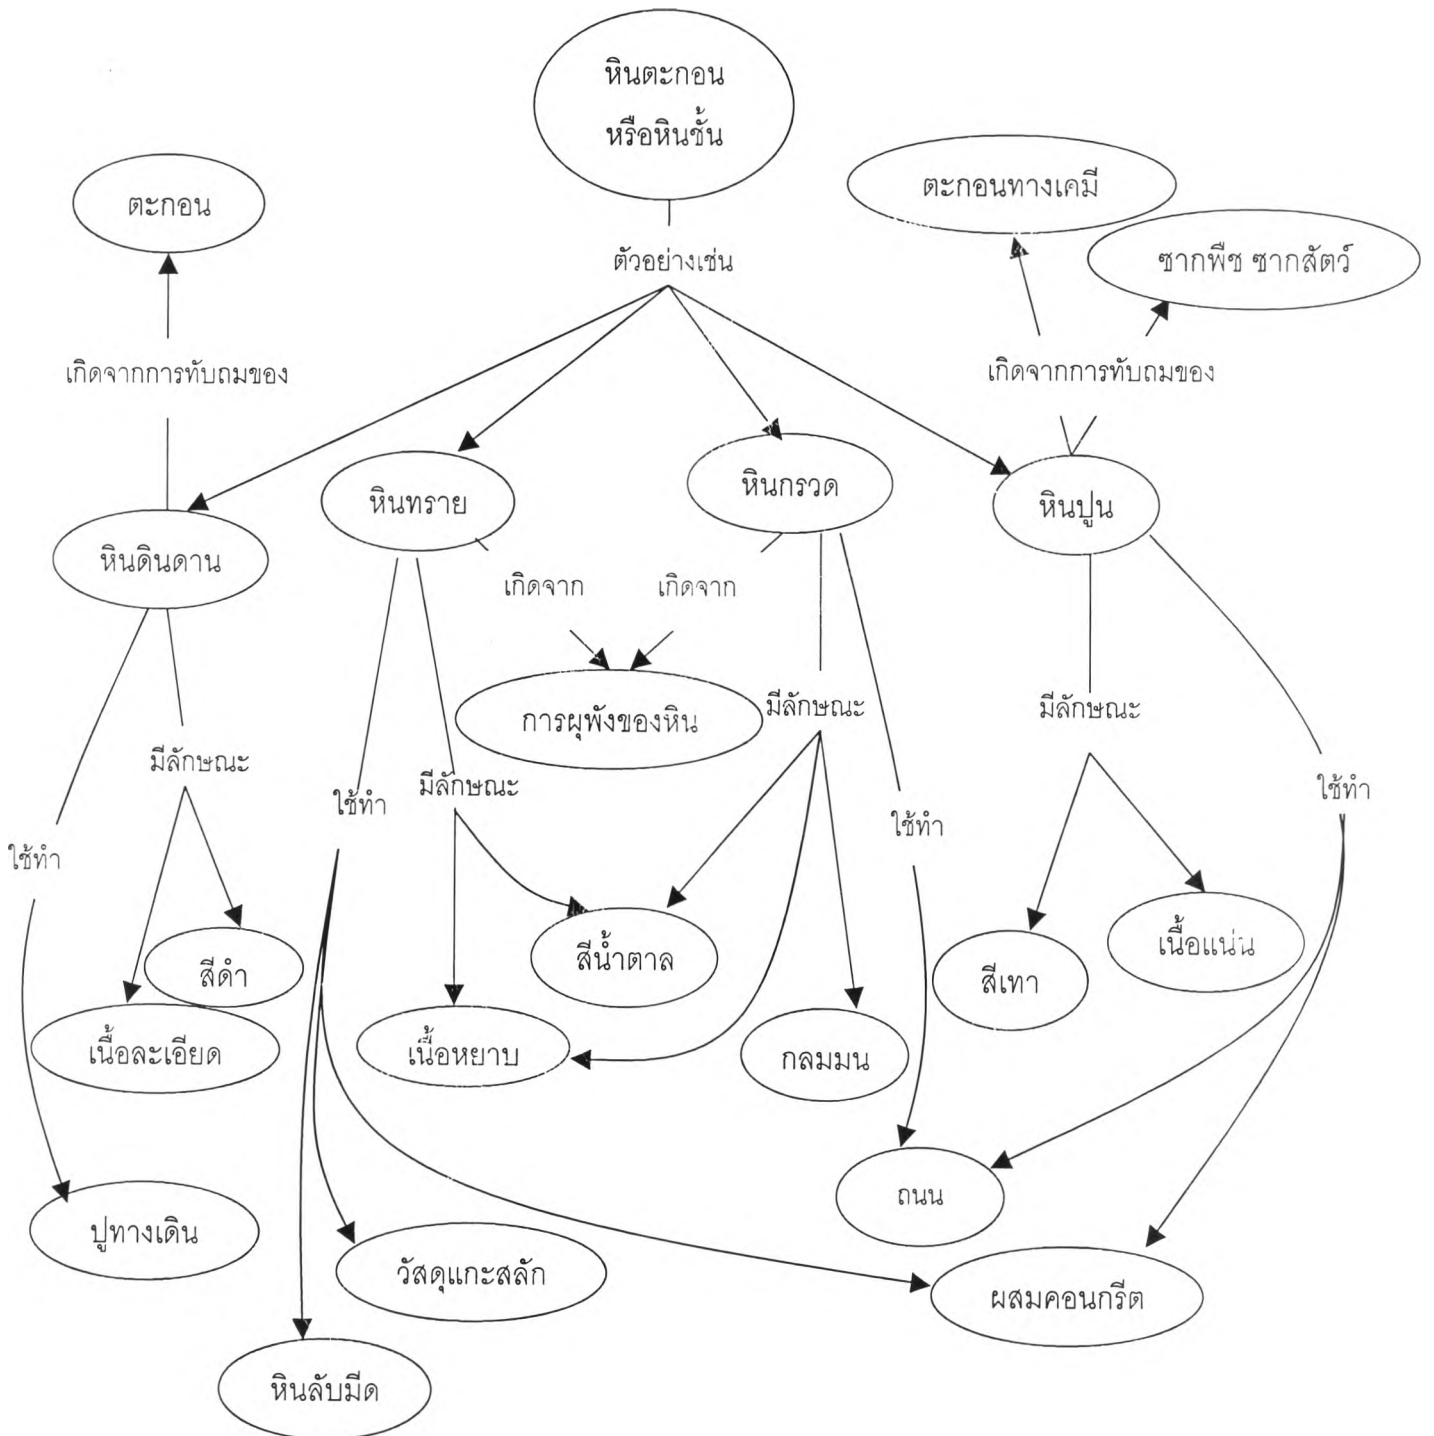 หินตะกอน
หรือหินชั้น
ตะกอนทางเคมี
ตะกอน
ซากพืช ซากสัตว์
ตัวอย่างเช่น
เกิดจากการทับถมของ
เกิดจากการทับถมของ
หินกรวด
หินทราย
หินปูน
หินดินดาน
เกิดจาก
เกิดจาก
การผุพังของหิน
มีลักษณะ
มีลักษณะ
มีลักษณะ
มีลักษณะ
ใช้ทำ
ใช้ทำ
ใช้ทำ
ใช้ทำ
เนื้อแน่น
สีน้ำตาล
สีดำ
สีเทา
เนื้อละเอียด
เนื้อหยาบ
กลมมน
ถนน
ปูทางเดิน
วัสดุแกะสลัก
ผสมคอนกรีต
หินลับมีด